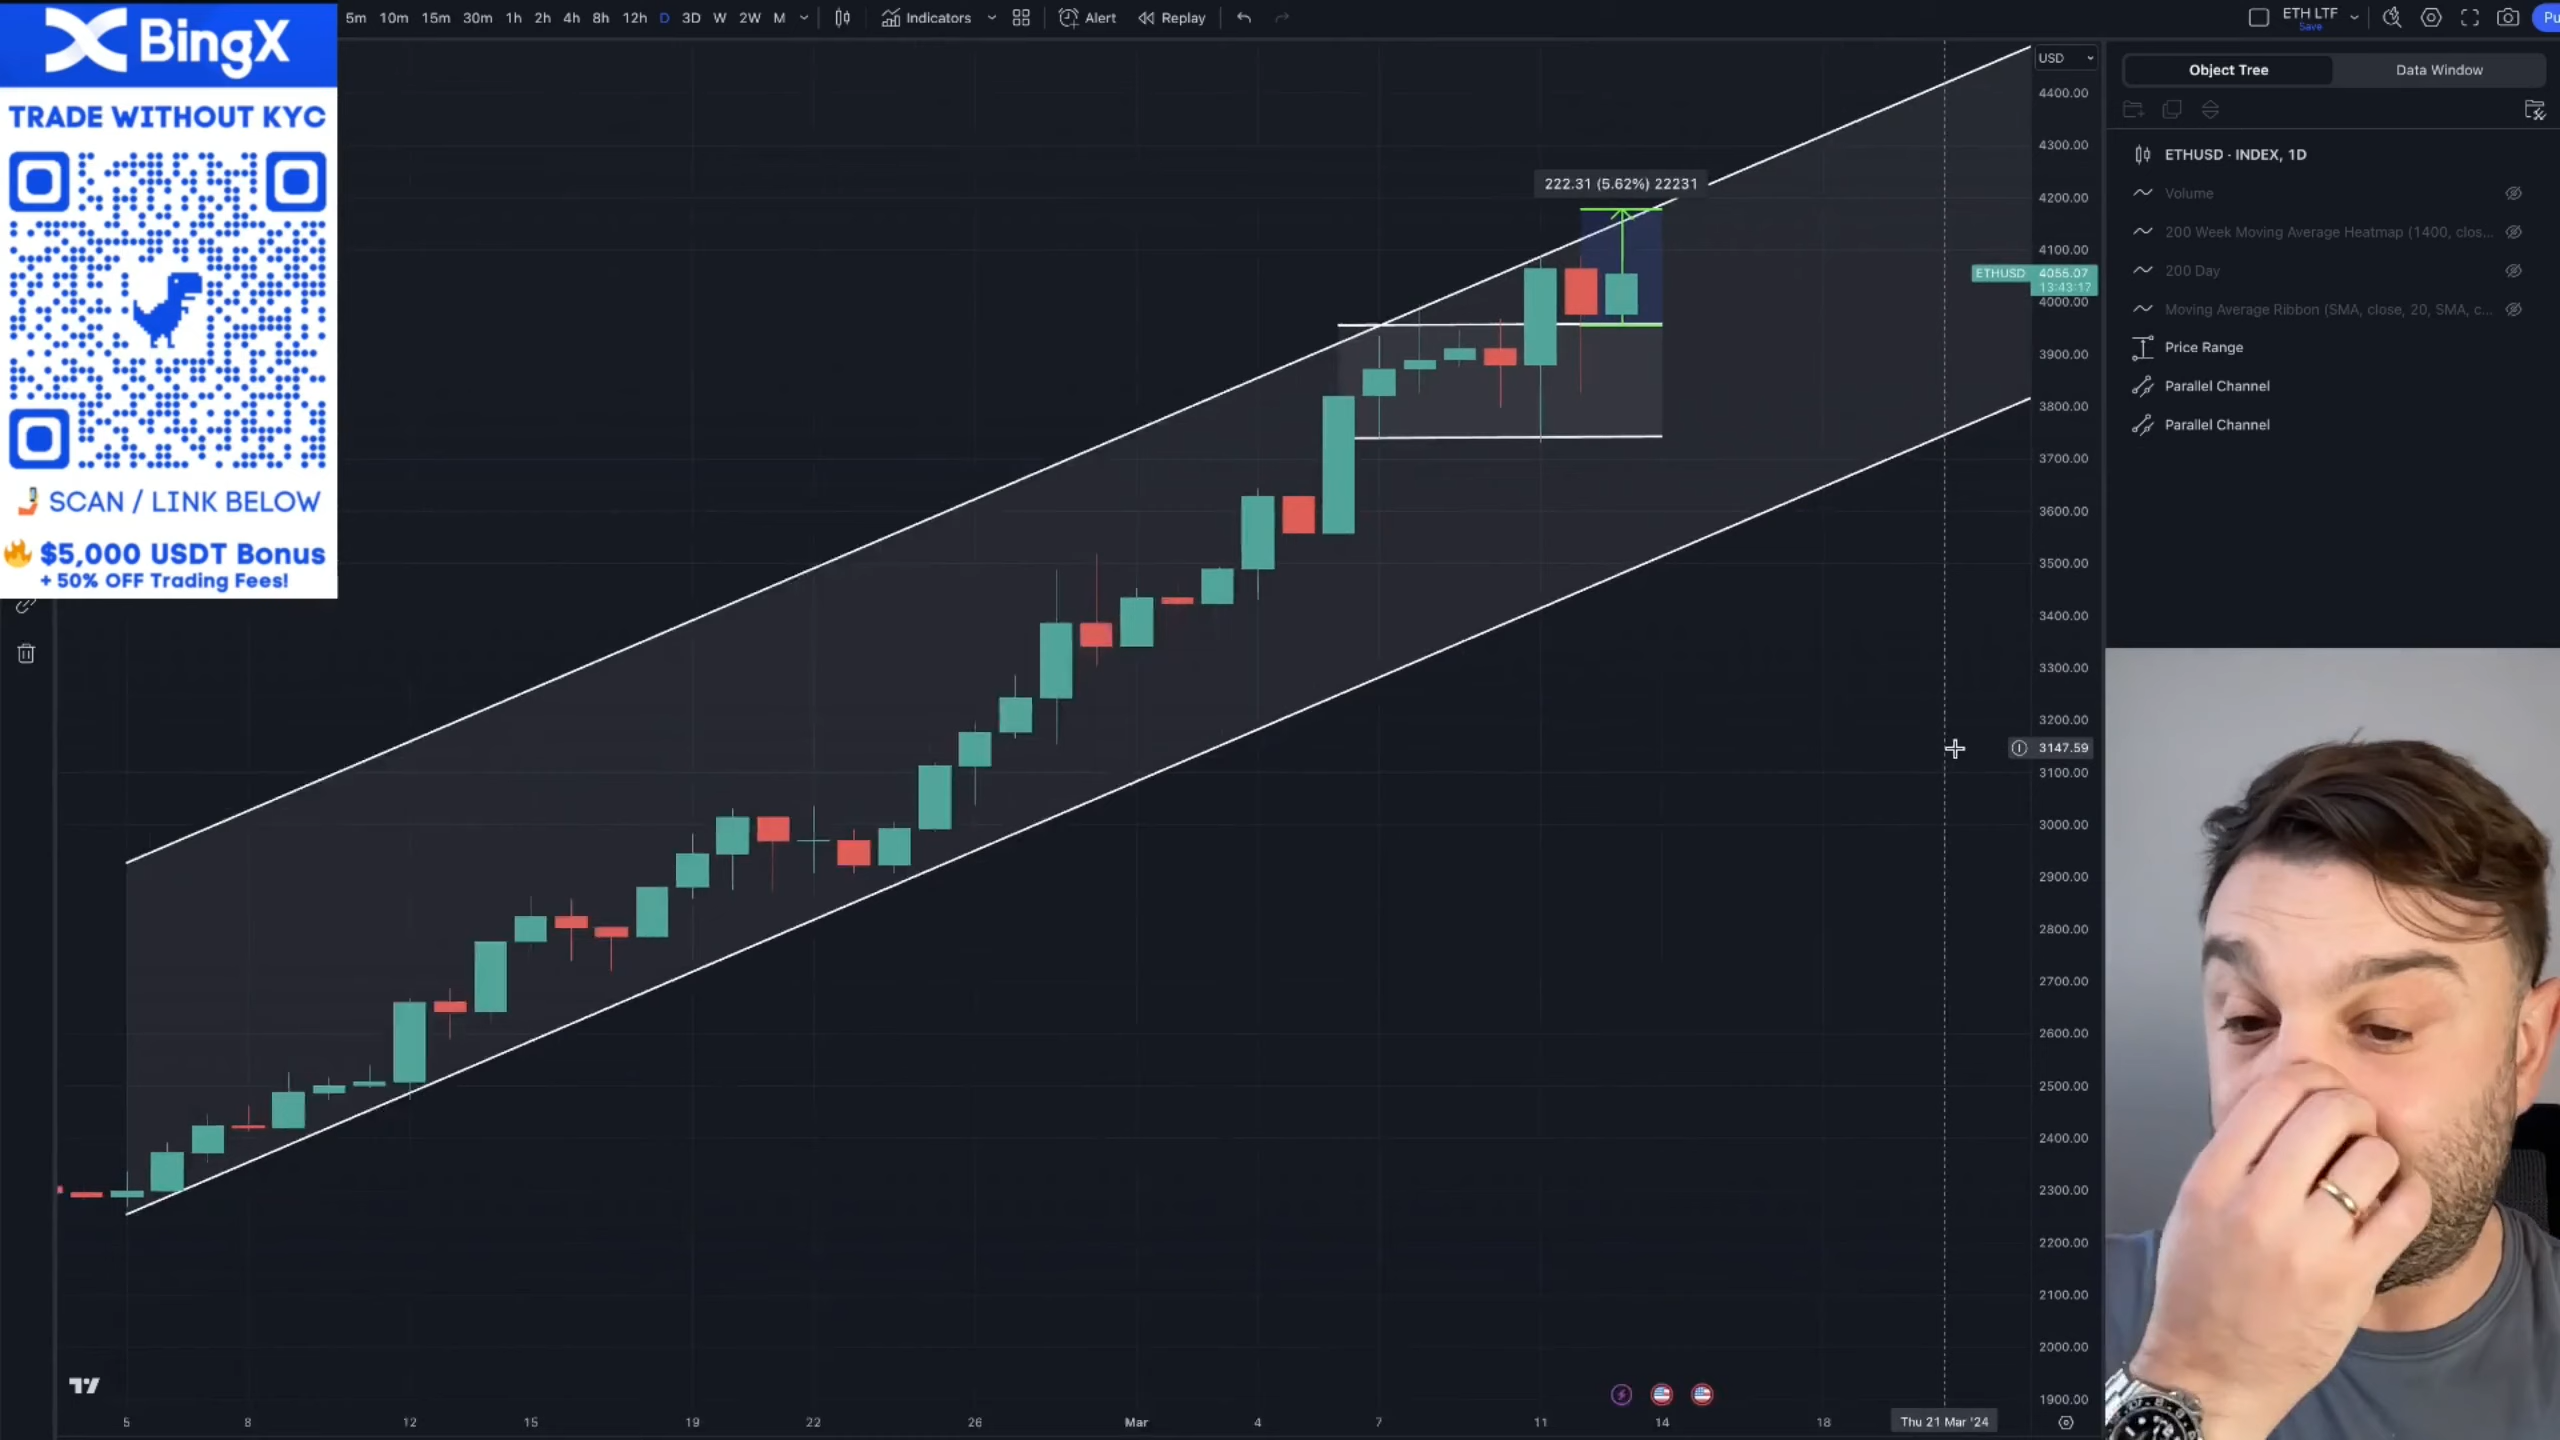 BingX
TRADE WITHOUT KYC
SCAN / LINK BELOW
$5,000 USDT Bonus
+ 50% OFF Trading Fees!
5m 10m 15m 30m 1h 2h 4h 8h 12h D 3D W 2W M
Indicators
Alert
Replay
ETH LTF
Save
Pu
USD
4400.00
4300.00
4200.00
4100.00
ETHUSD 4055.07
13:43:17
4000.00
3900.00
3800.00
3700.00
3600.00
3500.00
3400.00
3300.00
3200.00
3147.59
3100.00
3000.00
2900.00
2800.00
2700.00
2600.00
2500.00
2400.00
2300.00
2200.00
2100.00
2000.00
1900.00
222.31 (5.62%) 22231
5 8 12 15 19 22 26 Mar 4 7 11 14 18 Thu 21 Mar '24
Object Tree
Data Window
ETHUSD · INDEX, 1D
Volume
200 Week Moving Average Heatmap (1400, clos...
200 Day
Moving Average Ribbon (SMA, close, 20, SMA, c...
Price Range
Parallel Channel
Parallel Channel